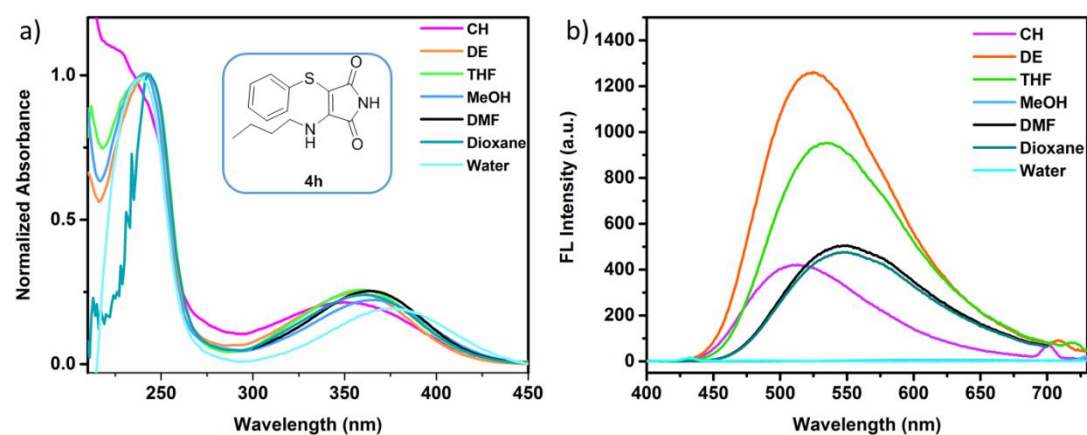 a)
CH
DE
THF
MeOH
DMF
Dioxane
Water
S
O
NH
N
H
O
4h
Normalized Absorbance
1.0
0.5
0.0
250 300 350 400 450
Wavelength (nm)
b)
CH
DE
THF
MeOH
DMF
Dioxane
Water
FL Intensity (a.u.)
1400
1200
1000
800
600
400
200
0
400 450 500 550 600 650 700
Wavelength (nm)